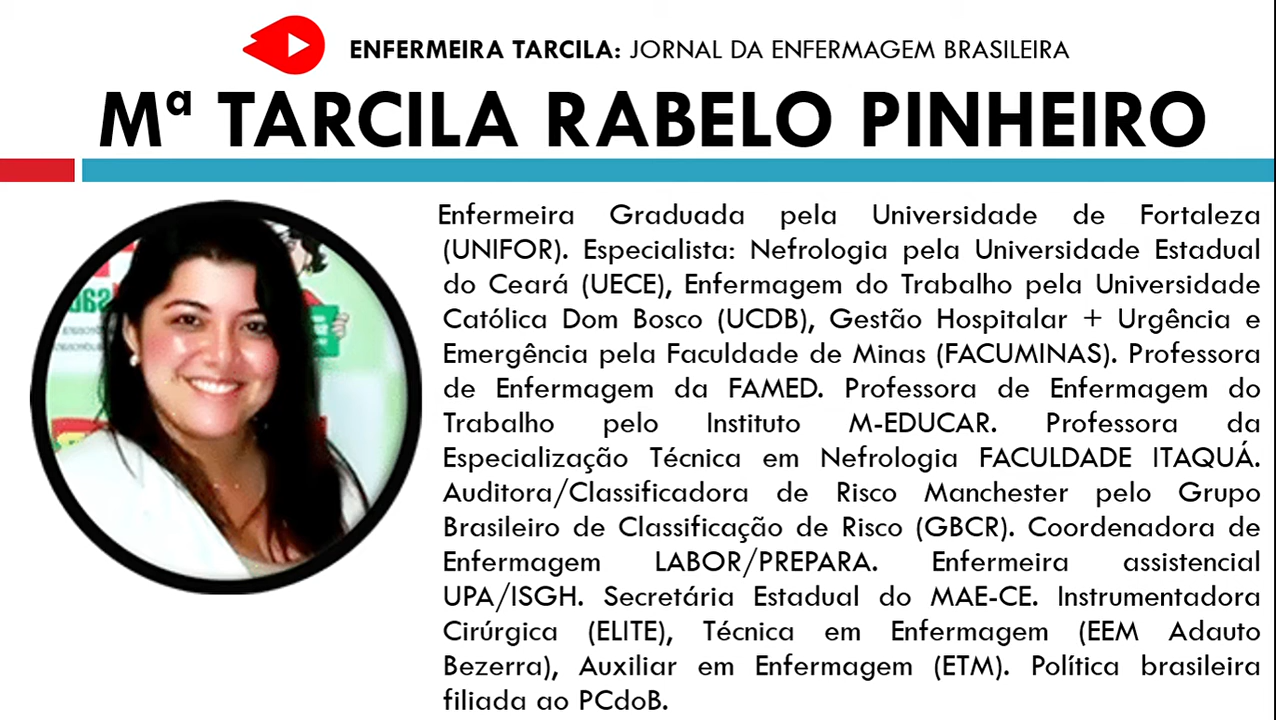 ENFERMEIRA TARCILA: JORNAL DA ENFERMAGEM BRASILEIRA
Mª TARCILA RABELO PINHEIRO
Enfermeira Graduada pela Universidade de Fortaleza
(UNIFOR). Especialista: Nefrologia pela Universidade Estadual
do Ceará (UECE), Enfermagem do Trabalho pela Universidade
Católica Dom Bosco (UCDB), Gestão Hospitalar + Urgência e
Emergência pela Faculdade de Minas (FACUMINAS). Professora
de Enfermagem da FAMED. Professora de Enfermagem do
Trabalho pelo Instituto M-EDUCAR. Professora da
Especialização Técnica em Nefrologia FACULDADE ITAQUÁ.
Auditora/Classificadora de Risco Manchester pelo Grupo
Brasileiro de Classificação de Risco (GBCR). Coordenadora de
Enfermagem LABOR/PREPARA. Enfermeira assistencial
UPA/ISGH. Secretária Estadual do MAE-CE. Instrumentadora
Cirúrgica (ELITE), Técnica em Enfermagem (EEM Adauto
Bezerra), Auxiliar em Enfermagem (ETM). Política brasileira
filiada ao PCdoB.